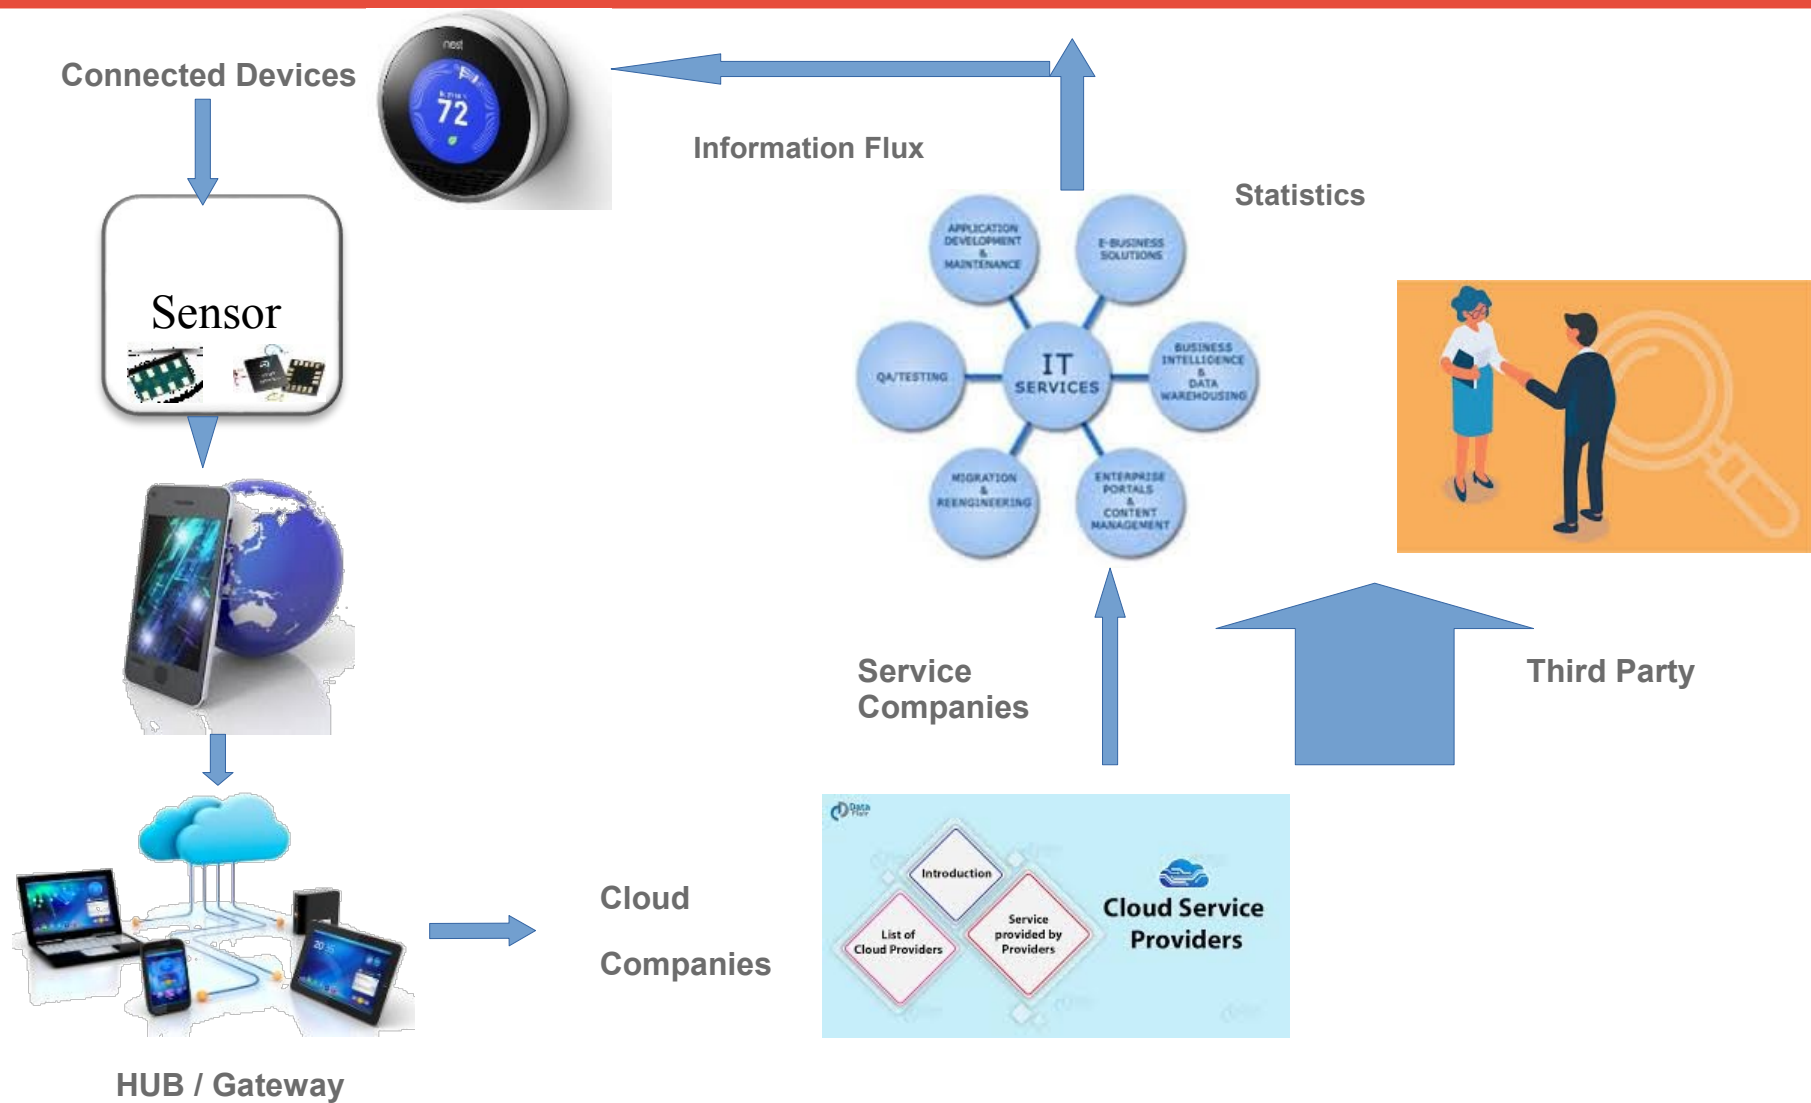 Connected Devices
nest
72
Information Flux
Statistics
Sensor
APPLICATION
DEVELOPMENT
&
MAINTENANCE
E-BUSINESS
SOLUTIONS
QA/TESTING
IT
SERVICES
BUSINESS
INTELLIGENCE
&
DATA
WAREHOUSING
MIGRATION
&
REENGINEERING
ENTERPRISE
PORTALS
&
CONTENT
MANAGEMENT
Service
Companies
Third Party
Data
Flair
Introduction
List of
Cloud Providers
Service
provided by
Providers
Cloud Service
Providers
Cloud
Companies
HUB / Gateway